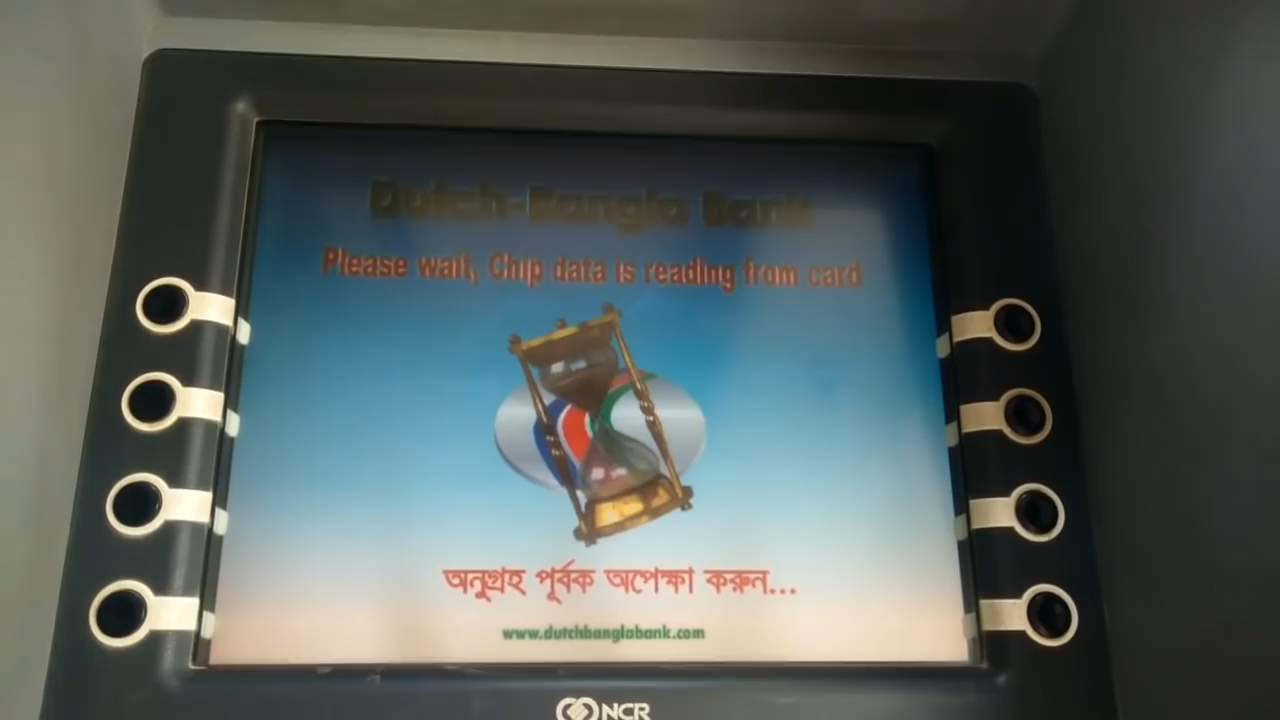 Dutch-Bangla Bank
Please wait, Chip data is reading from card
অনুগ্রহ পূর্বক অপেক্ষা করুন...
www.dutchbanglabank.com
NCR